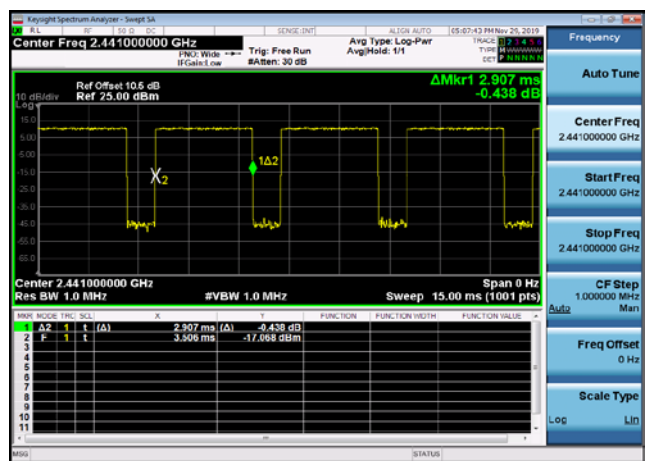 Keysight Spectrum Analyzer - Swept SA
RL RF 50 Ω DC SENSE:INT ALIGN AUTO 05:07:43 PM Nov 29, 2019
Center Freq 2.441000000 GHz
PNO: Wide
IFGain:Low
Trig: Free Run
#Atten: 30 dB
Avg Type: Log-Pwr
Avg|Hold: 1/1
TRACE 1 2 3 4 5 6
TYPE
DET P N N N N N
Ref Offset 10.5 dB
Ref 25.00 dBm
ΔMkr1 2.907 ms
-0.438 dB
10 dB/div
Log
15.0
5.00
-5.00
-15.0
-25.0
-35.0
-45.0
-55.0
-65.0
X2
1Δ2
Center 2.441000000 GHz
Res BW 1.0 MHz
#VBW 1.0 MHz
Span 0 Hz
Sweep 15.00 ms (1001 pts)
MKR MODE TRC SCL X Y FUNCTION FUNCTION WIDTH FUNCTION VALUE
1 Δ2 1 t (Δ) 2.907 ms (Δ) -0.438 dB
2 F 1 t 3.506 ms -17.068 dBm
3
4
5
6
7
8
9
10
11
MSG STATUS
Frequency
Auto Tune
Center Freq
2.441000000 GHz
Start Freq
2.441000000 GHz
Stop Freq
2.441000000 GHz
CF Step
1.000000 MHz
Auto Man
Freq Offset
0 Hz
Scale Type
Log Lin